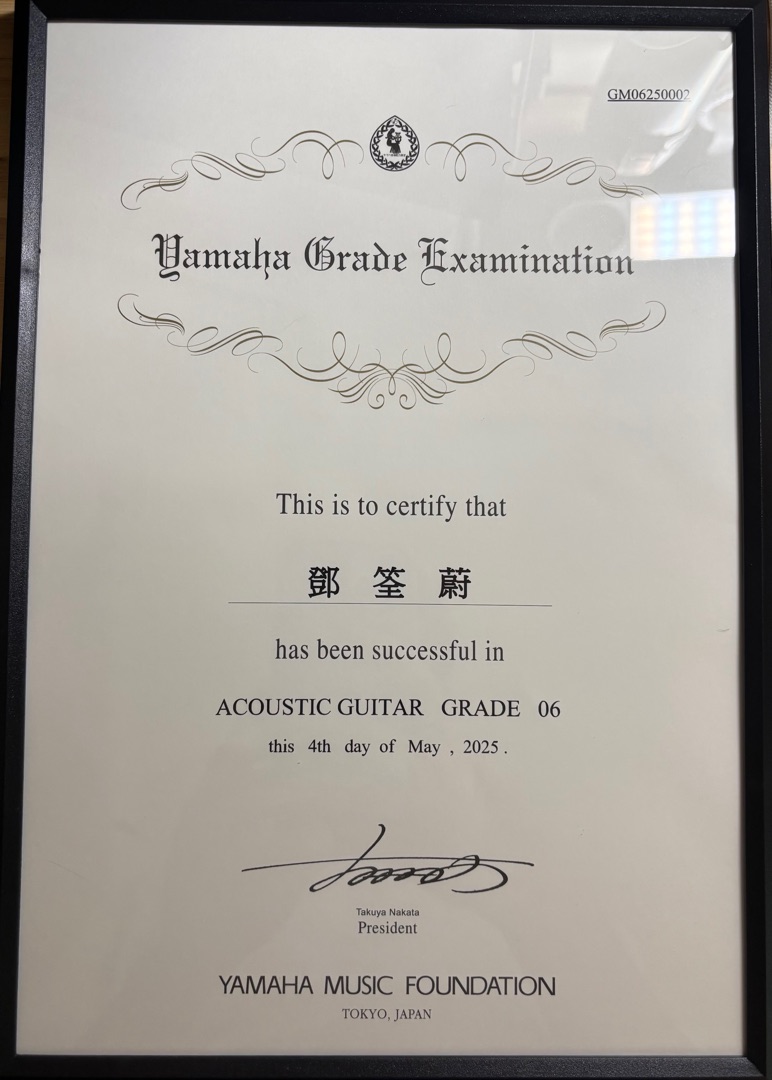 GM06250002
Yamaha Grade Examination
This is to certify that
鄧 筌 蔚
has been successful in
ACOUSTIC GUITAR GRADE 06
this 4th day of May , 2025 .
Takuya Nakata
President
YAMAHA MUSIC FOUNDATION
TOKYO, JAPAN